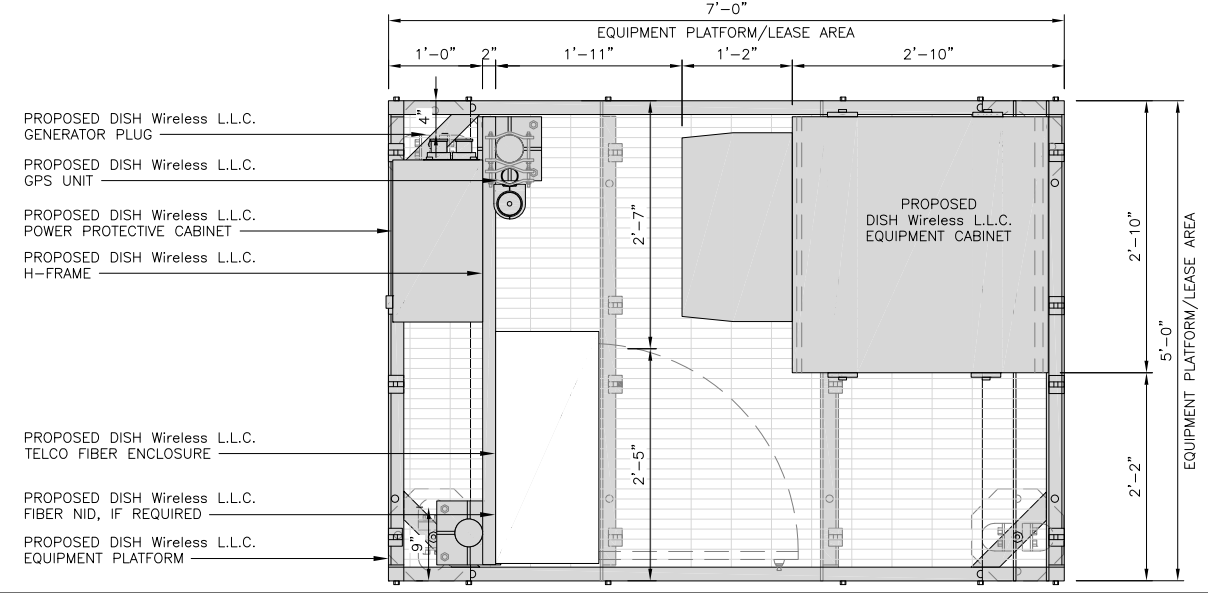 7'-0"
EQUIPMENT PLATFORM/LEASE AREA
1'-0"
2"
1'-11"
1'-2"
2'-10"
4"
PROPOSED DISH Wireless L.L.C.
GENERATOR PLUG
PROPOSED DISH Wireless L.L.C.
GPS UNIT
PROPOSED DISH Wireless L.L.C.
POWER PROTECTIVE CABINET
PROPOSED DISH Wireless L.L.C.
H-FRAME
PROPOSED DISH Wireless L.L.C.
TELCO FIBER ENCLOSURE
PROPOSED DISH Wireless L.L.C.
FIBER NID, IF REQUIRED
PROPOSED DISH Wireless L.L.C.
EQUIPMENT PLATFORM
9"
2'-7"
2'-5"
PROPOSED
DISH Wireless L.L.C.
EQUIPMENT CABINET
2'-10"
2'-2"
5'-0"
EQUIPMENT PLATFORM/LEASE AREA